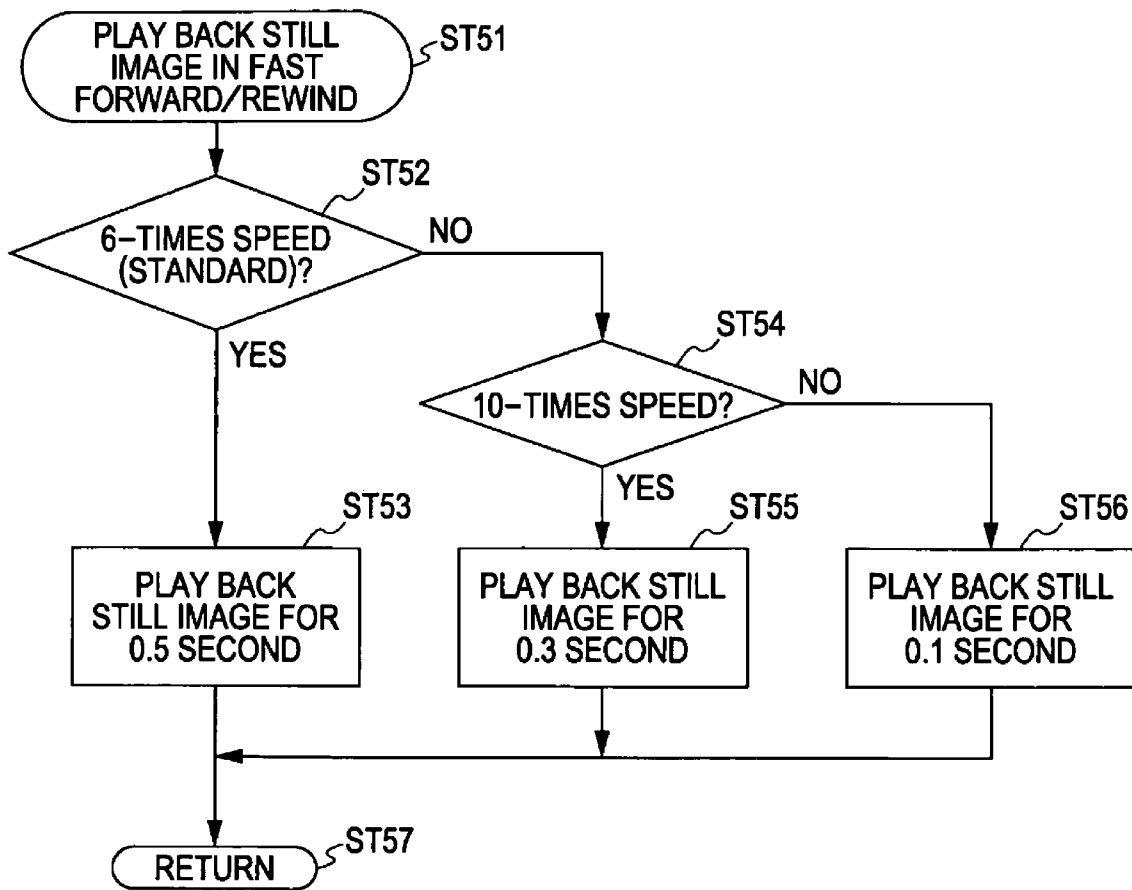 PLAY BACK STILL
IMAGE IN FAST
FORWARD/REWIND
ST51
ST52
6-TIMES SPEED
(STANDARD)?
NO
YES
ST54
10-TIMES SPEED?
NO
YES
ST53
PLAY BACK
STILL IMAGE FOR
0.5 SECOND
ST55
PLAY BACK STILL
IMAGE FOR
0.3 SECOND
ST56
PLAY BACK STILL
IMAGE FOR
0.1 SECOND
RETURN
ST57